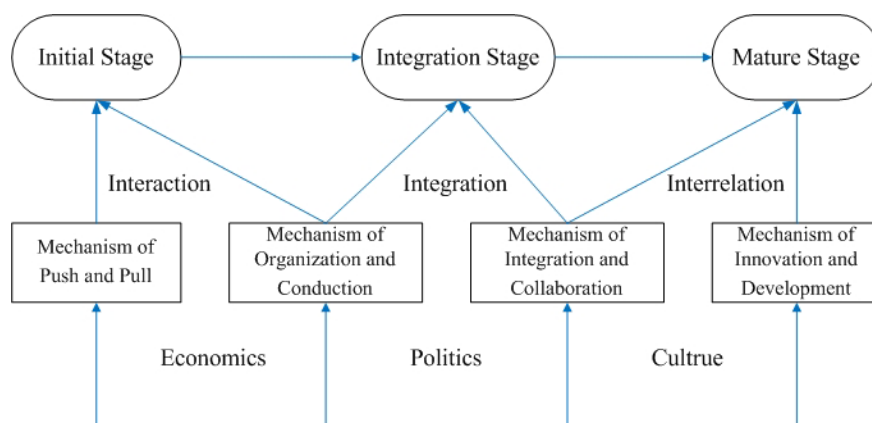 Initial Stage
Integration Stage
Mature Stage
Interaction
Integration
Interrelation
Mechanism of
Push and Pull
Mechanism of
Organization and
Conduction
Mechanism of
Integration and
Collaboration
Mechanism of
Innovation and
Development
Economics
Politics
Cultrue